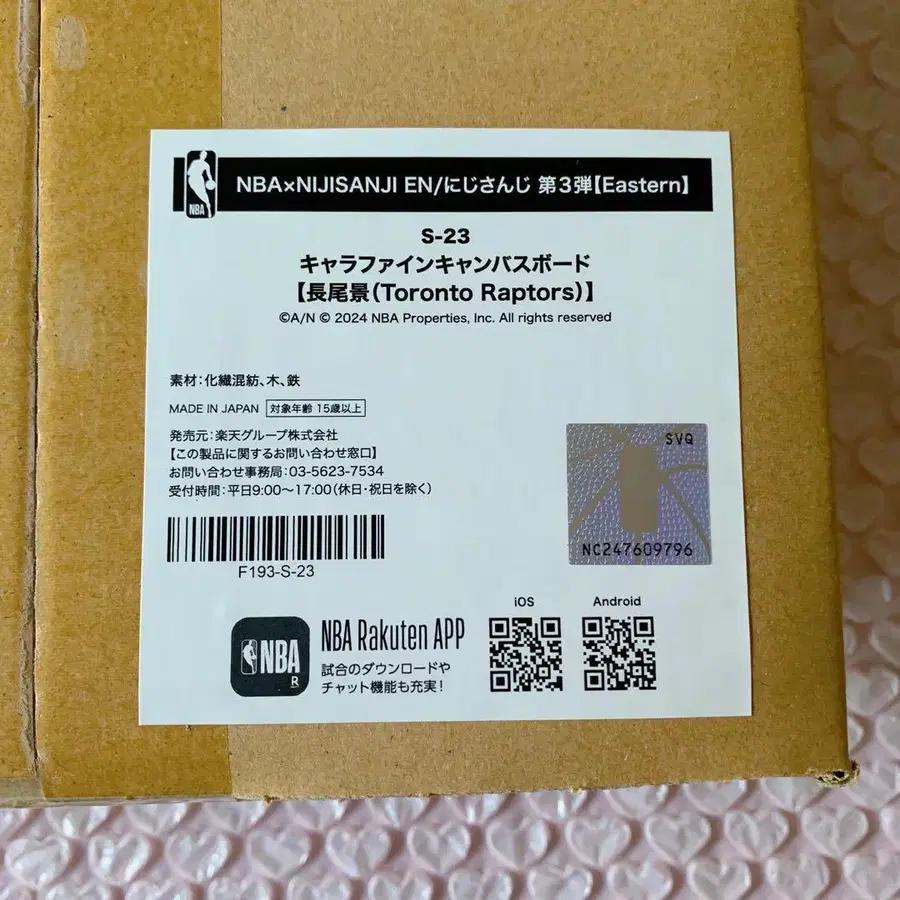 NBA
NBA×NIJISANJI EN/にじさんじ 第3弾【Eastern】
S-23
キャラファインキャンバスボード
【長尾景(Toronto Raptors)】
©A/N © 2024 NBA Properties, Inc. All rights reserved
素材:化繊混紡、木、鉄
MADE IN JAPAN 対象年齢 15歳以上
発売元:楽天グループ株式会社
【この製品に関するお問い合わせ窓口】
お問い合わせ事務局:03-5623-7534
受付時間:平日9:00〜17:00(休日・祝日を除く)
F193-S-23
SVQ
NC247609796
NBA
R
NBA Rakuten APP
試合のダウンロードや
チャット機能も充実!
iOS
Android